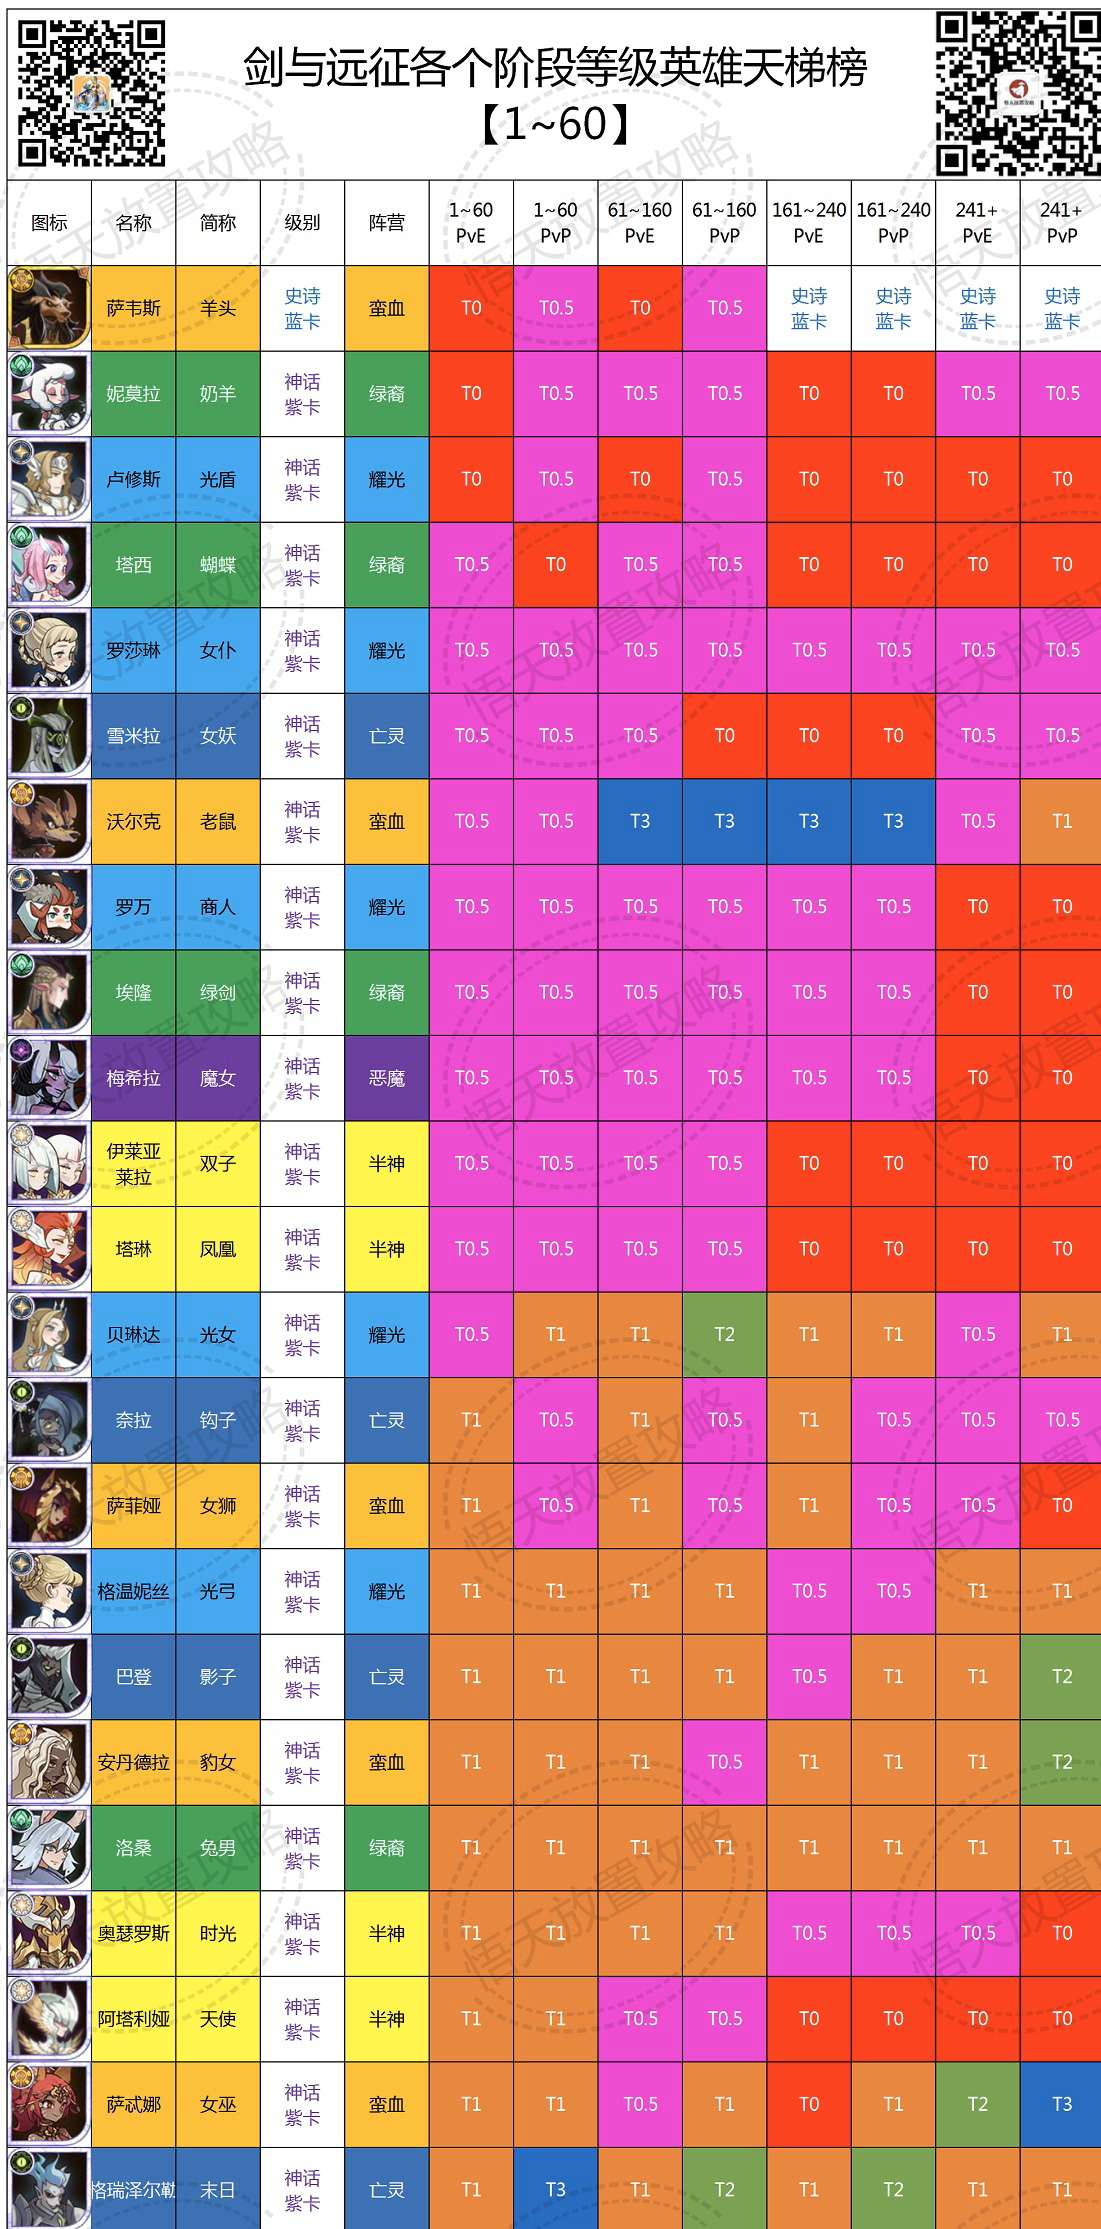 剑与远征各个阶段等级英雄天梯榜
【1~60】
图标 名称 简称 级别 阵营 1~60 PvE 1~60 PvP 61~160 PvE 61~160 PvP 161~240 PvE 161~240 PvP 241+ PvE 241+ PvP
萨韦斯 羊头 史诗 蓝卡 蛮血 T0 T0.5 T0 T0.5 史诗 蓝卡 史诗 蓝卡 史诗 蓝卡 史诗 蓝卡
妮莫拉 奶羊 神话 紫卡 绿裔 T0 T0.5 T0.5 T0.5 T0 T0 T0.5 T0.5
卢修斯 光盾 神话 紫卡 耀光 T0 T0.5 T0 T0.5 T0 T0 T0 T0
塔西 蝴蝶 神话 紫卡 绿裔 T0.5 T0 T0.5 T0.5 T0 T0 T0 T0
罗莎琳 女仆 神话 紫卡 耀光 T0.5 T0.5 T0.5 T0.5 T0.5 T0.5 T0.5 T0.5
雪米拉 女妖 神话 紫卡 亡灵 T0.5 T0.5 T0.5 T0 T0 T0 T0.5 T0.5
沃尔克 老鼠 神话 紫卡 蛮血 T0.5 T0.5 T3 T3 T3 T3 T0.5 T1
罗万 商人 神话 紫卡 耀光 T0.5 T0.5 T0.5 T0.5 T0.5 T0.5 T0 T0
埃隆 绿剑 神话 紫卡 绿裔 T0.5 T0.5 T0.5 T0.5 T0.5 T0.5 T0 T0
梅希拉 魔女 神话 紫卡 恶魔 T0.5 T0.5 T0.5 T0.5 T0.5 T0.5 T0 T0
伊莱亚 莱拉 双子 神话 紫卡 半神 T0.5 T0.5 T0.5 T0.5 T0 T0 T0 T0
塔琳 凤凰 神话 紫卡 半神 T0.5 T0.5 T0.5 T0.5 T0 T0 T0 T0
贝琳达 光女 神话 紫卡 耀光 T0.5 T1 T1 T2 T1 T1 T0.5 T1
奈拉 钩子 神话 紫卡 亡灵 T1 T0.5 T1 T0.5 T1 T0.5 T0.5 T0.5
萨菲娅 女狮 神话 紫卡 蛮血 T1 T0.5 T1 T0.5 T1 T0.5 T0.5 T0
格温妮丝 光弓 神话 紫卡 耀光 T1 T1 T1 T1 T0.5 T0.5 T1 T1
巴登 影子 神话 紫卡 亡灵 T1 T1 T1 T1 T0.5 T1 T1 T2
安丹德拉 豹女 神话 紫卡 蛮血 T1 T1 T1 T0.5 T1 T1 T1 T2
洛桑 兔男 神话 紫卡 绿裔 T1 T1 T1 T1 T1 T1 T1 T1
奥瑟罗斯 时光 神话 紫卡 半神 T1 T1 T1 T1 T0.5 T0.5 T0.5 T0
阿塔利娅 天使 神话 紫卡 半神 T1 T1 T0.5 T0.5 T0 T0 T0 T0
萨忒娜 女巫 神话 紫卡 蛮血 T1 T1 T0.5 T1 T0 T1 T2 T3
格瑞泽尔勒 末日 神话 紫卡 亡灵 T1 T3 T1 T2 T1 T2 T1 T1
悟天放置攻略